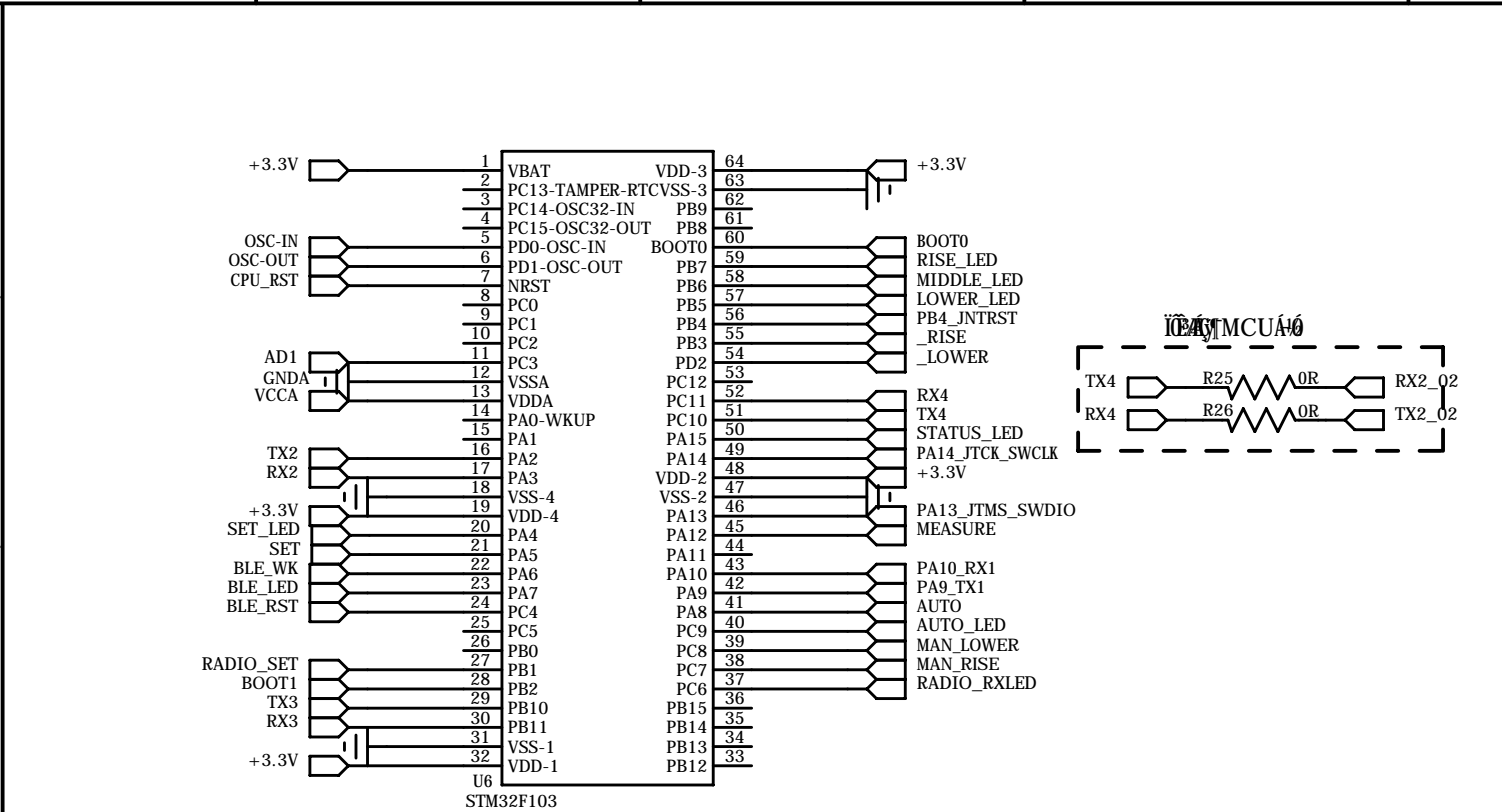 +3.3V 1 VBAT VDD-3 64 +3.3V
2 PC13-TAMPER-RTC VSS-3 63
3 PC14-OSC32-IN PB9 62
4 PC15-OSC32-OUT PB8 61
OSC-IN 5 PD0-OSC-IN BOOT0 60 BOOT0
OSC-OUT 6 PD1-OSC-OUT PB7 59 RISE_LED
CPU_RST 7 NRST PB6 58 MIDDLE_LED
8 PC0 PB5 57 LOWER_LED
9 PC1 PB4 56 PB4_JNTRST
10 PC2 PB3 55 _RISE
AD1 11 PC3 PD2 54 _LOWER
GNDA 12 VSSA PC12 53
VCCA 13 VDDA PC11 52 RX4
14 PA0-WKUP PC10 51 TX4
15 PA1 PA15 50 STATUS_LED
TX2 16 PA2 PA14 49 PA14_JTCK_SWCLK
RX2 17 PA3 VDD-2 48 +3.3V
18 VSS-4 VSS-2 47
+3.3V 19 VDD-4 PA13 46 PA13_JTMS_SWDIO
SET_LED 20 PA4 PA12 45 MEASURE
SET 21 PA5 PA11 44
BLE_WK 22 PA6 PA10 43 PA10_RX1
BLE_LED 23 PA7 PA9 42 PA9_TX1
BLE_RST 24 PC4 PA8 41 AUTO
25 PC5 PC9 40 AUTO_LED
26 PB0 PC8 39 MAN_LOWER
RADIO_SET 27 PB1 PC7 38 MAN_RISE
BOOT1 28 PB2 PC6 37 RADIO_RXLED
TX3 29 PB10 PB15 36
RX3 30 PB11 PB14 35
31 VSS-1 PB13 34
+3.3V 32 VDD-1 PB12 33
U6
STM32F103
MCU
TX4 R25 0R RX2_02
RX4 R26 0R TX2_02